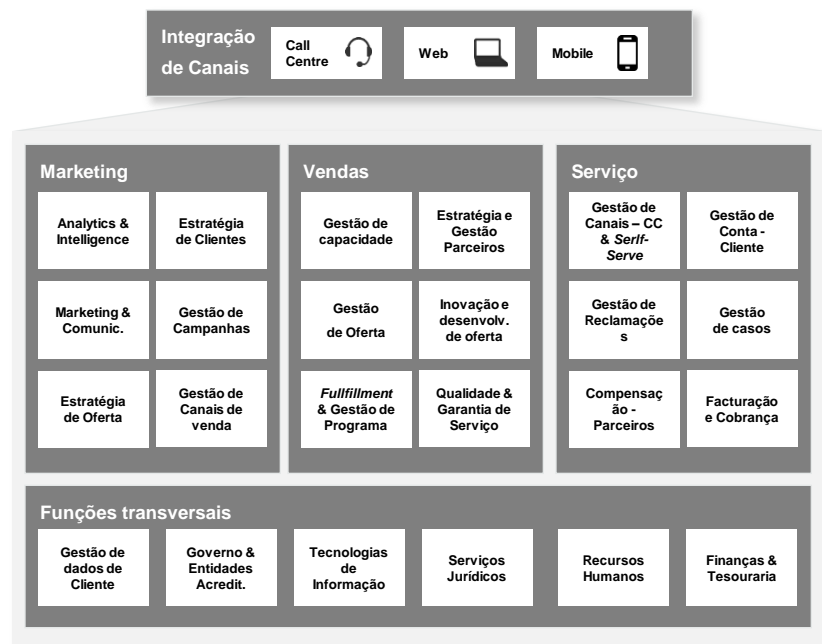 Integração
de Canais
Call
Centre
Web
Mobile
Marketing
Analytics &
Intelligence
Estratégia
de Clientes
Marketing &
Comunic.
Gestão de
Campanhas
Estratégia
de Oferta
Gestão de
Canais de
venda
Vendas
Gestão de
capacidade
Estratégia e
Gestão
Parceiros
Gestão
de Oferta
Inovação e
desenvolv.
de oferta
Fullfillment
& Gestão de
Programa
Qualidade &
Garantia de
Serviço
Serviço
Gestão de
Canais – CC
& Serlf-
Serve
Gestão de
Conta -
Cliente
Gestão de
Reclamaçõe
s
Gestão
de casos
Compensaç
ão -
Parceiros
Facturação
e Cobrança
Funções transversais
Gestão de
dados de
Cliente
Governo &
Entidades
Acredit.
Tecnologias
de
Informação
Serviços
Jurídicos
Recursos
Humanos
Finanças &
Tesouraria